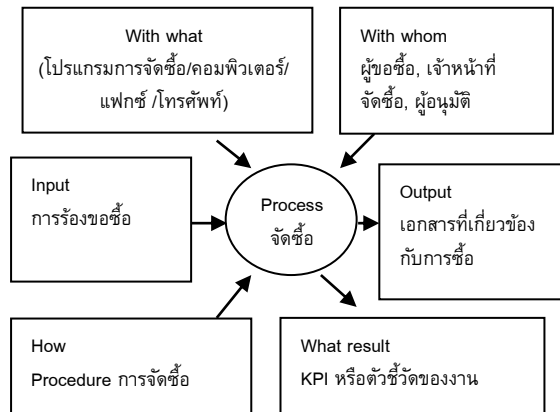 With what
(โปรแกรมการจัดซื้อ/คอมพิวเตอร์/
แฟกซ์ /โทรศัพท์)
With whom
ผู้ขอซื้อ, เจ้าหน้าที่
จัดซื้อ, ผู้อนุมัติ
Input
การร้องขอซื้อ
Process
จัดซื้อ
Output
เอกสารที่เกี่ยวข้อง
กับการซื้อ
How
Procedure การจัดซื้อ
What result
KPI หรือตัวชี้วัดของงาน